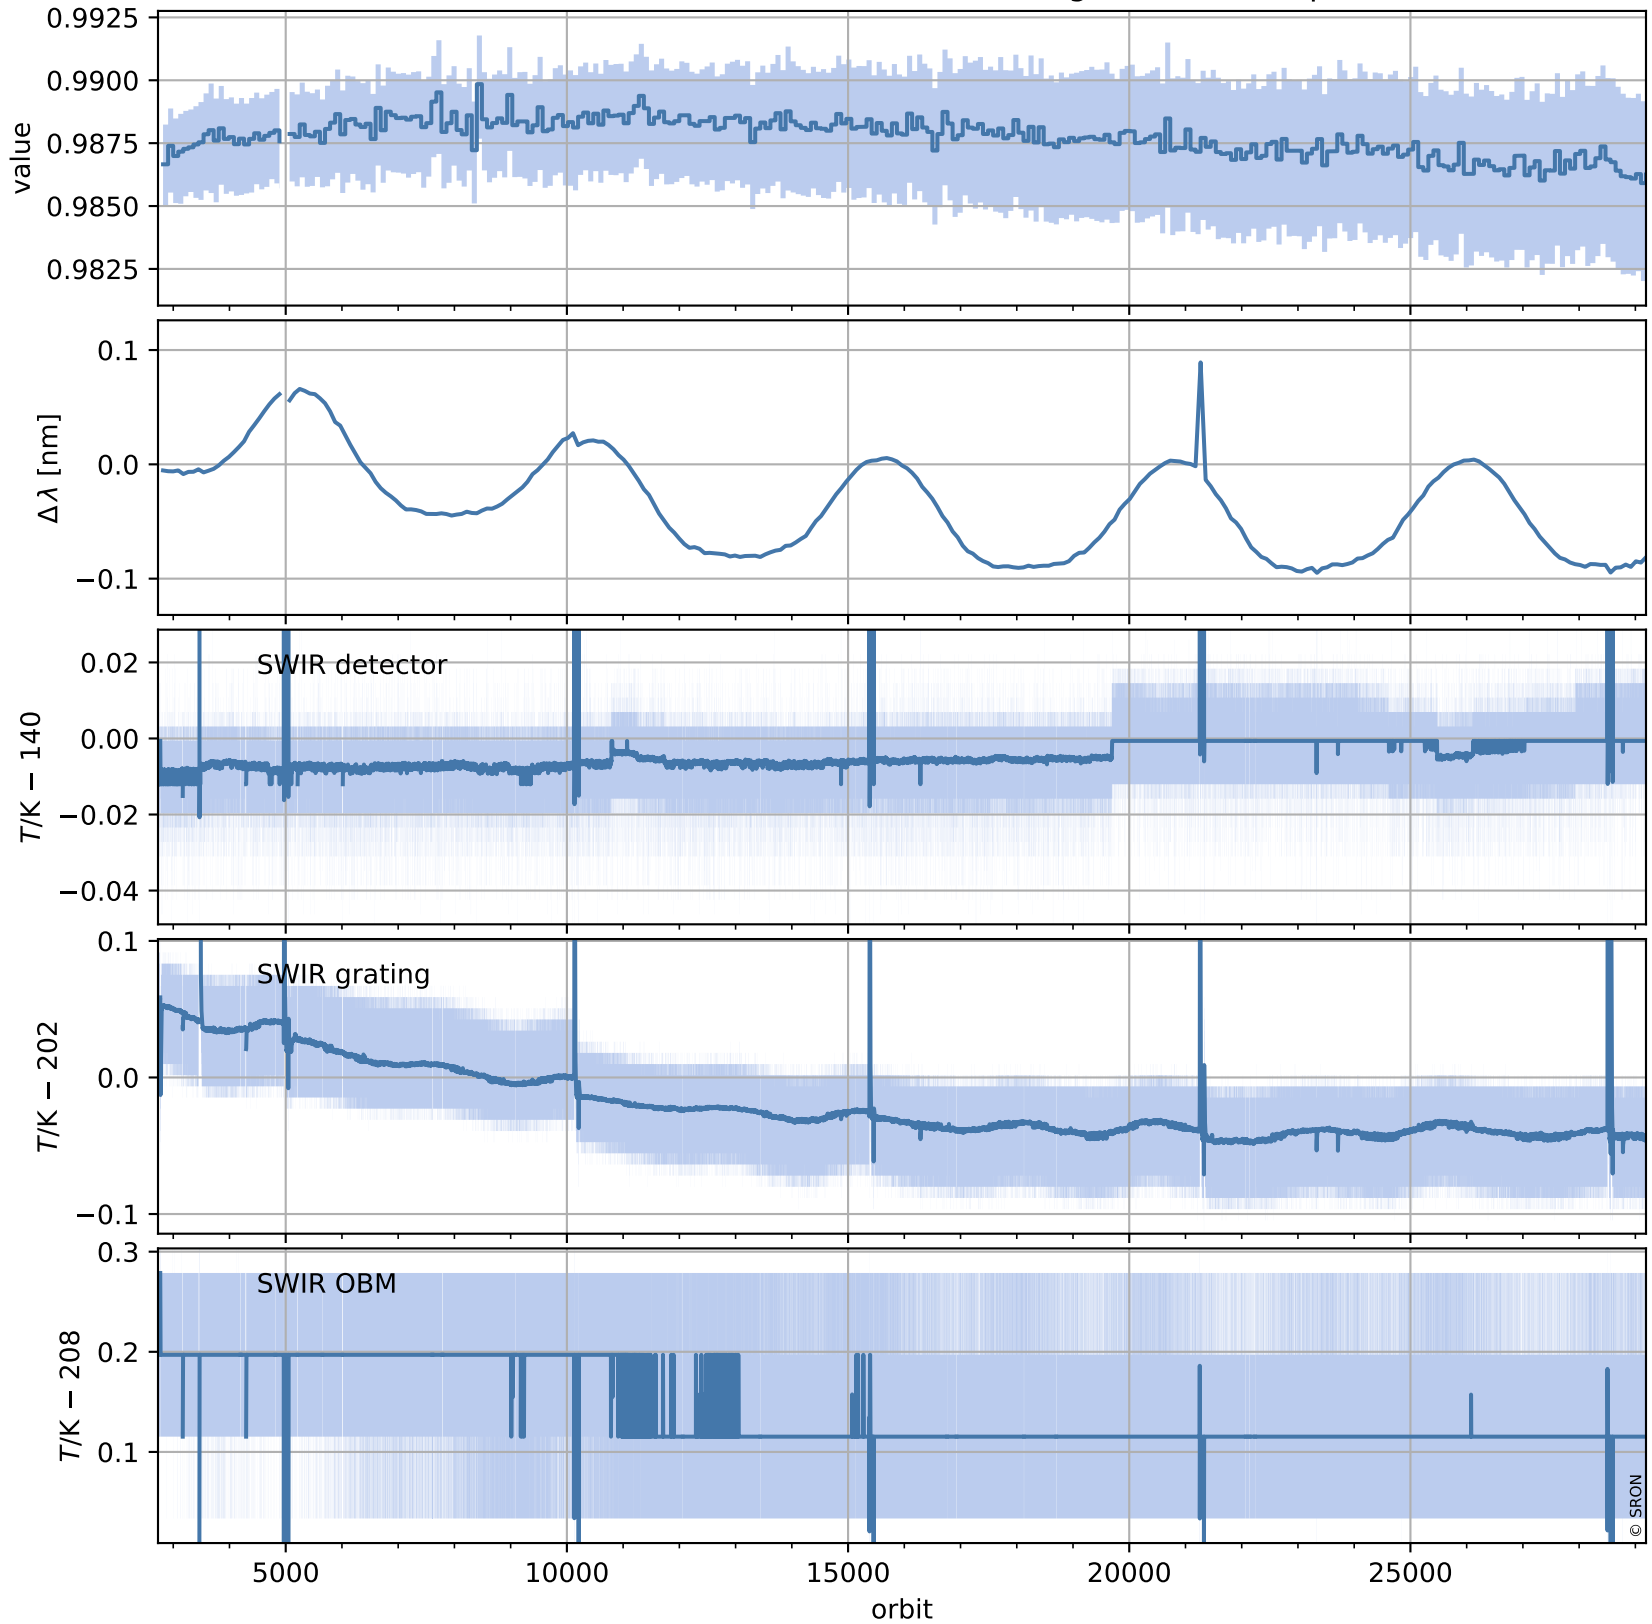 0.9925
0.9900
0.9875
0.9850
0.9825
value
0.1
0.0
−0.1
Δλ [nm]
SWIR detector
0.02
0.00
−0.02
−0.04
T/K − 140
SWIR grating
0.1
0.0
−0.1
T/K − 202
SWIR OBM
0.3
0.2
0.1
T/K − 208
© SRON
5000 10000 15000 20000 25000
orbit